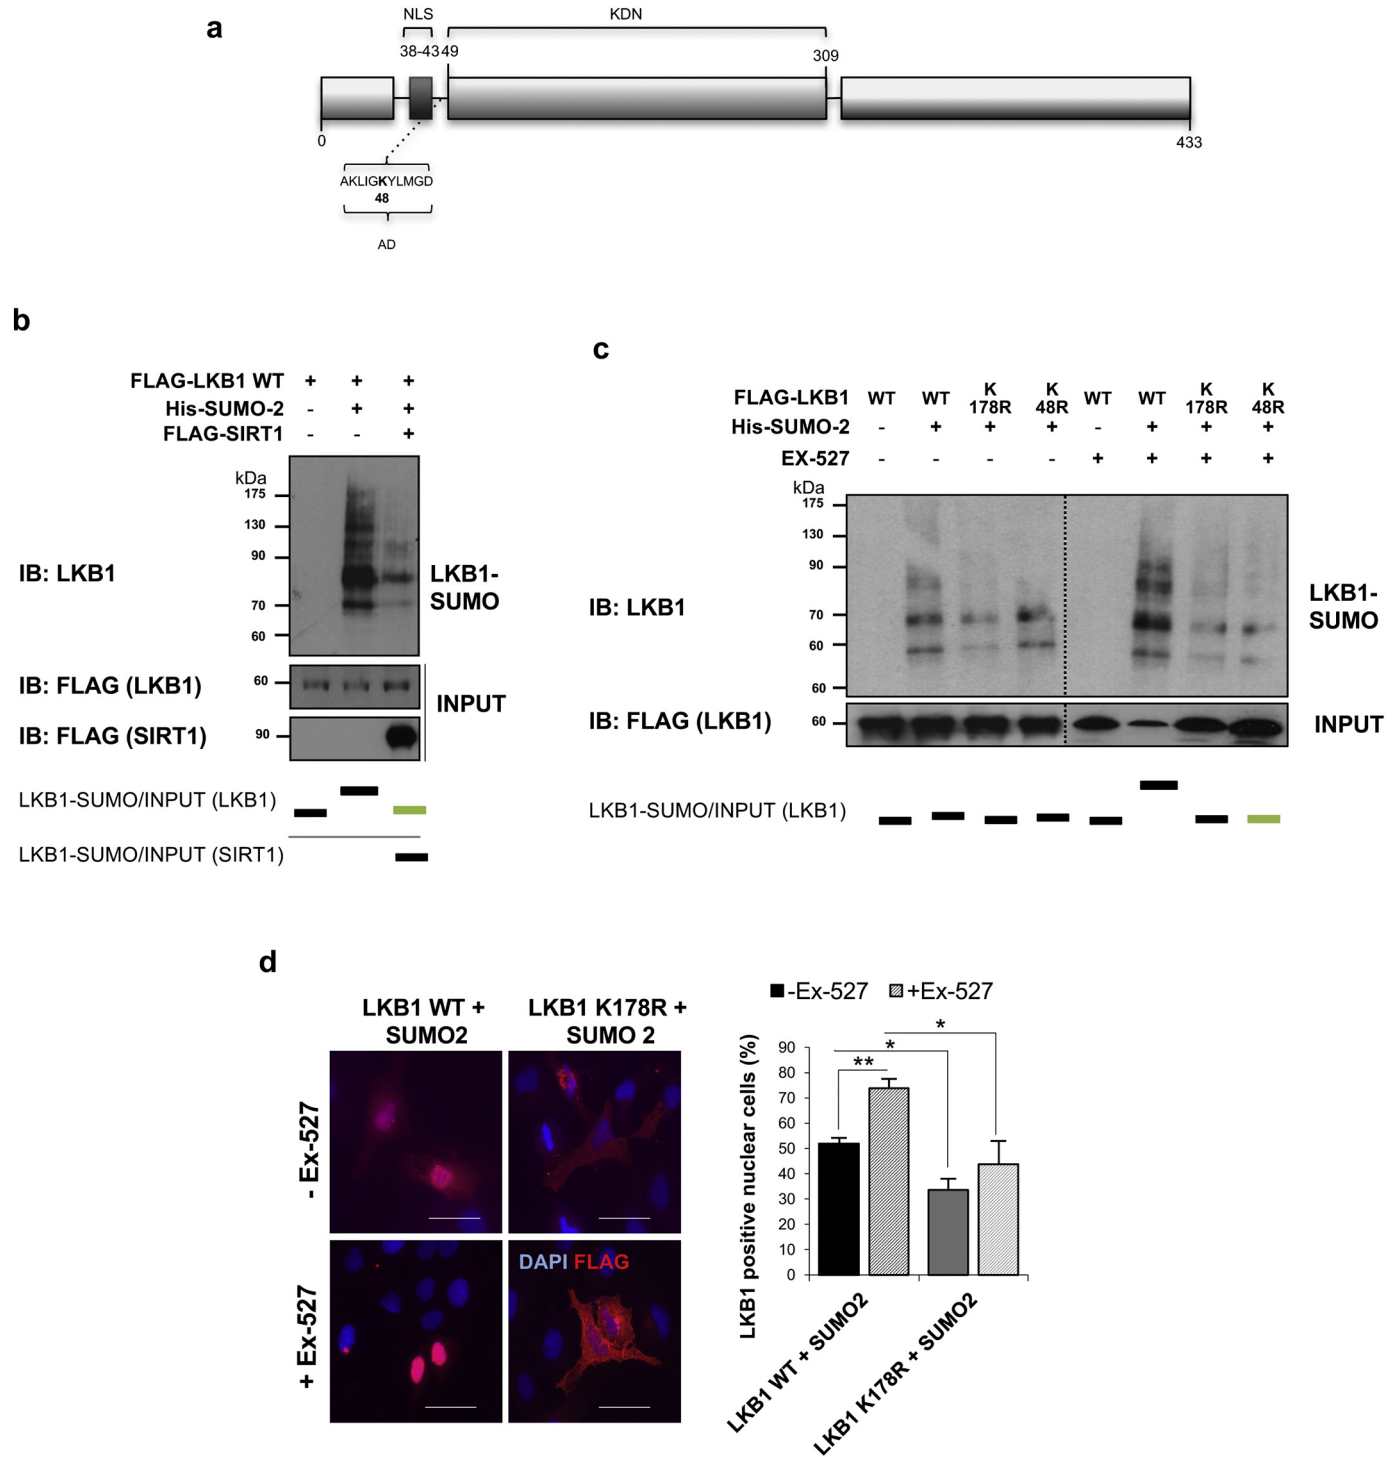 a
NLS
KDN
38-43 49
309
0
433
AKLIGKYLMGD
48
AD
b
FLAG-LKB1 WT + + +
His-SUMO-2 - + +
FLAG-SIRT1 - - +
kDa
175
130
90
70
60
IB: LKB1
LKB1-
SUMO
IB: FLAG (LKB1)
60
IB: FLAG (SIRT1)
90
INPUT
LKB1-SUMO/INPUT (LKB1)
LKB1-SUMO/INPUT (SIRT1)
c
FLAG-LKB1 WT WT K 178R K 48R WT WT K 178R K 48R
His-SUMO-2 - + + + - + + +
EX-527 - - - - + + + +
kDa
175
130
90
70
60
60
IB: LKB1
LKB1-
SUMO
IB: FLAG (LKB1)
60
INPUT
LKB1-SUMO/INPUT (LKB1)
d
LKB1 WT +
SUMO2
LKB1 K178R +
SUMO 2
- Ex-527
+ Ex-527
DAPI FLAG
-Ex-527 +Ex-527
LKB1 positive nuclear cells (%)
90
80
70
60
50
40
30
20
10
0
**
*
*
LKB1 WT + SUMO2
LKB1 K178R + SUMO2